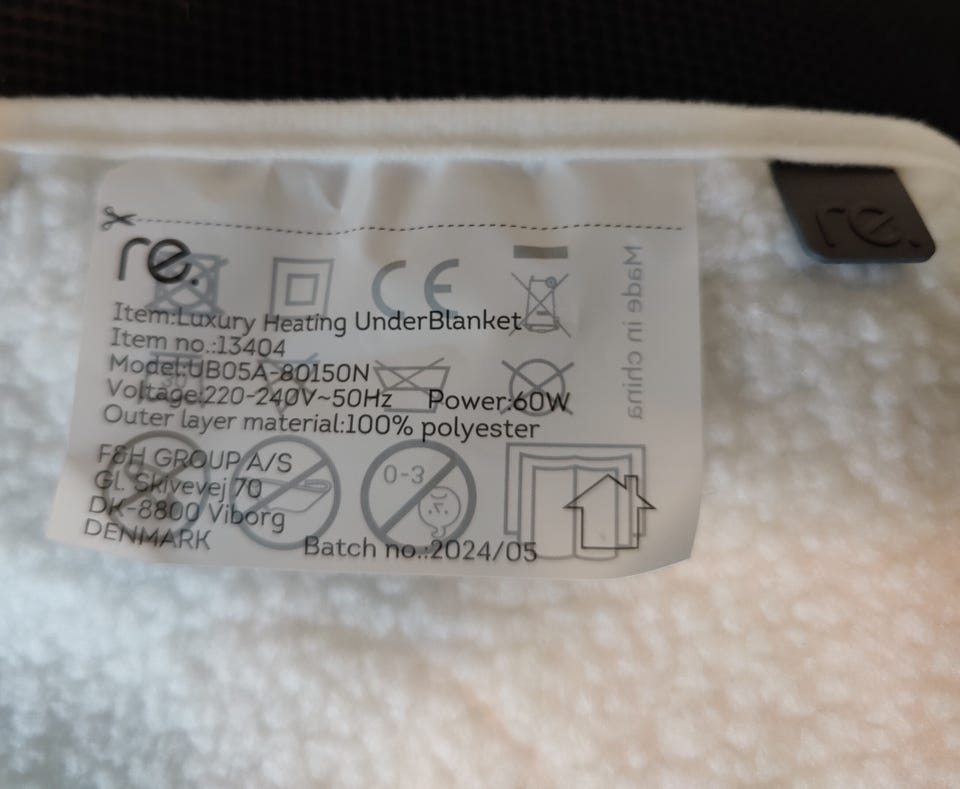 re.
re.
CE
Made in china
Item:Luxury Heating UnderBlanket
Item no.:13404
Model:UB05A-80150N
Voltage:220-240V~50Hz Power:60W
Outer layer material:100% polyester
0-3
F&H GROUP A/S
Gl. Skivevej 70
DK-8800 Viborg
DENMARK
Batch no.:2024/05